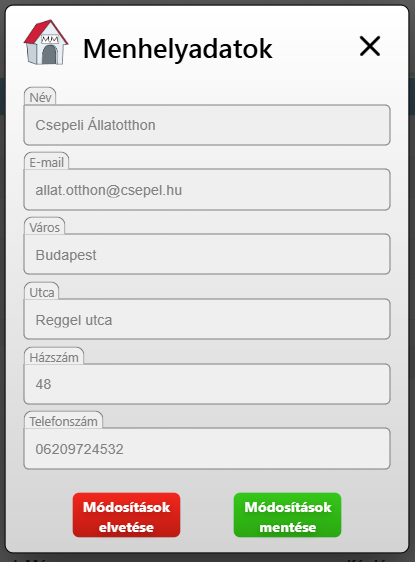 MM
Menhelyadatok
Név
Csepeli Állatotthon
E-mail
allat.otthon@csepel.hu
Város
Budapest
Utca
Reggel utca
Házszám
48
Telefonszám
06209724532
Módosítások
elvetése
Módosítások
mentése